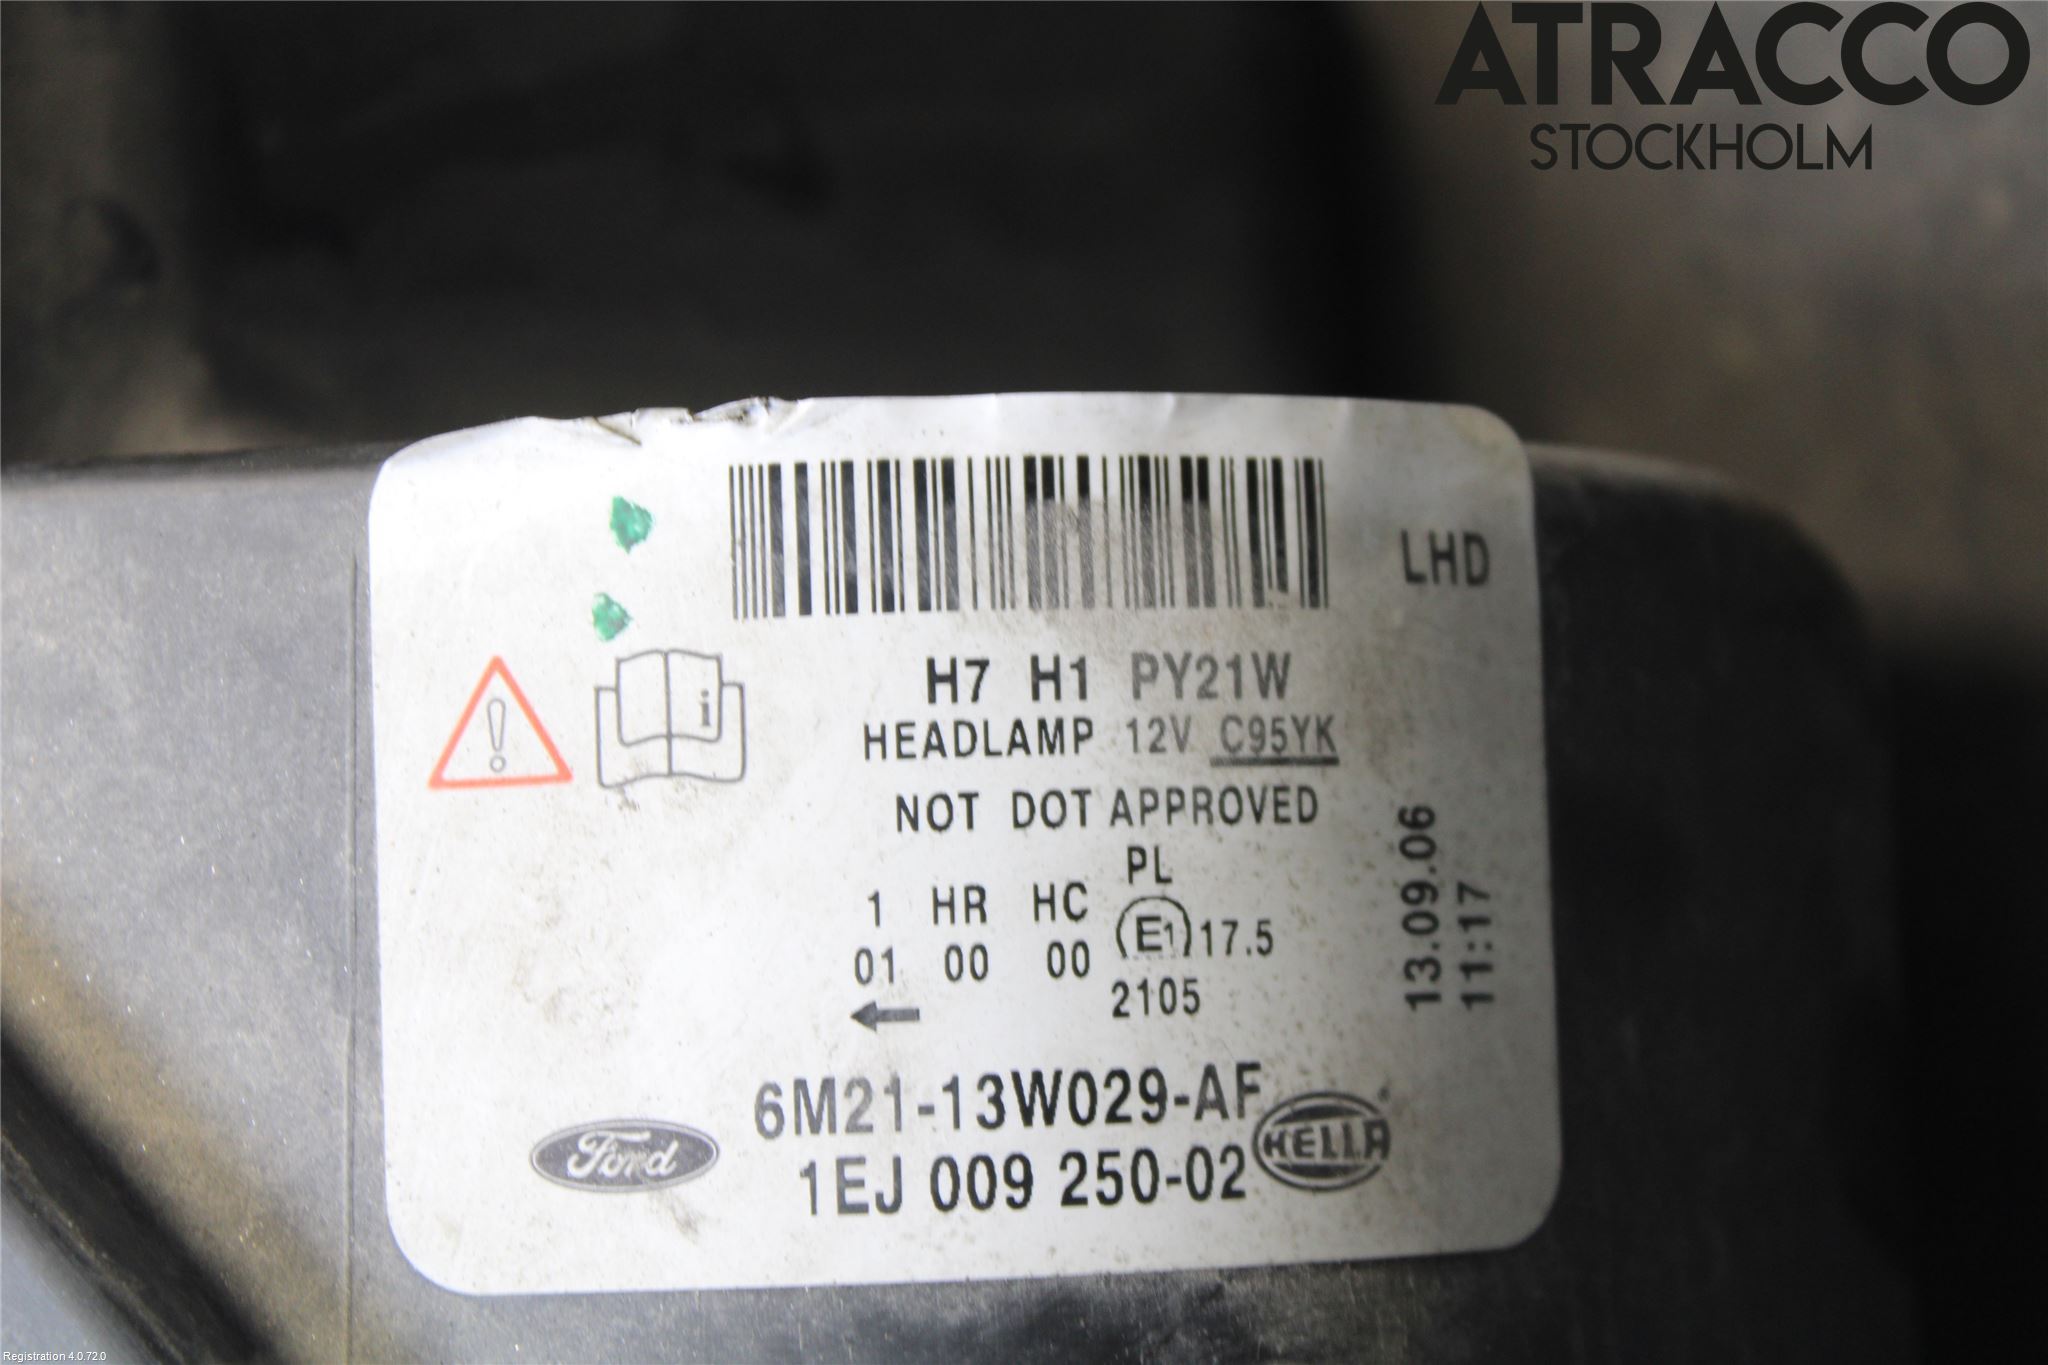 ATRACCO
STOCKHOLM
LHD
i
H7 H1 PY21W
HEADLAMP 12V C95YK
NOT DOT APPROVED
PL
1 HR HC E1 17.5
01 00 00
2105
13.09.06
11:17
6M21-13W029-AF
Ford
HELLA
1EJ 009 250-02
Registration 4.0.72.0